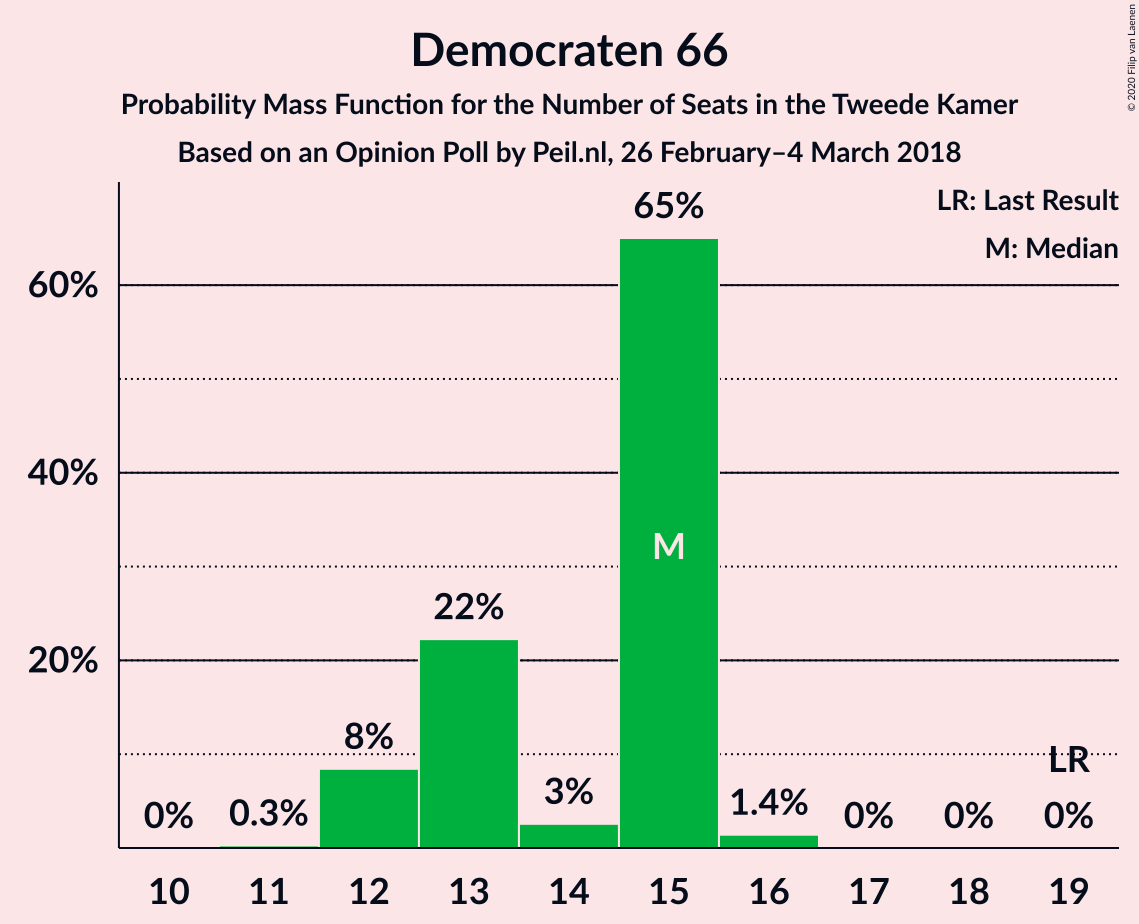 Democraten 66
Probability Mass Function for the Number of Seats in the Tweede Kamer
Based on an Opinion Poll by Peil.nl, 26 February–4 March 2018
© 2020 Filip van Laenen
LR: Last Result
M: Median
60%
40%
20%
0%
0.3%
8%
22%
3%
65%
M
1.4%
0%
0%
LR
0%
10 11 12 13 14 15 16 17 18 19